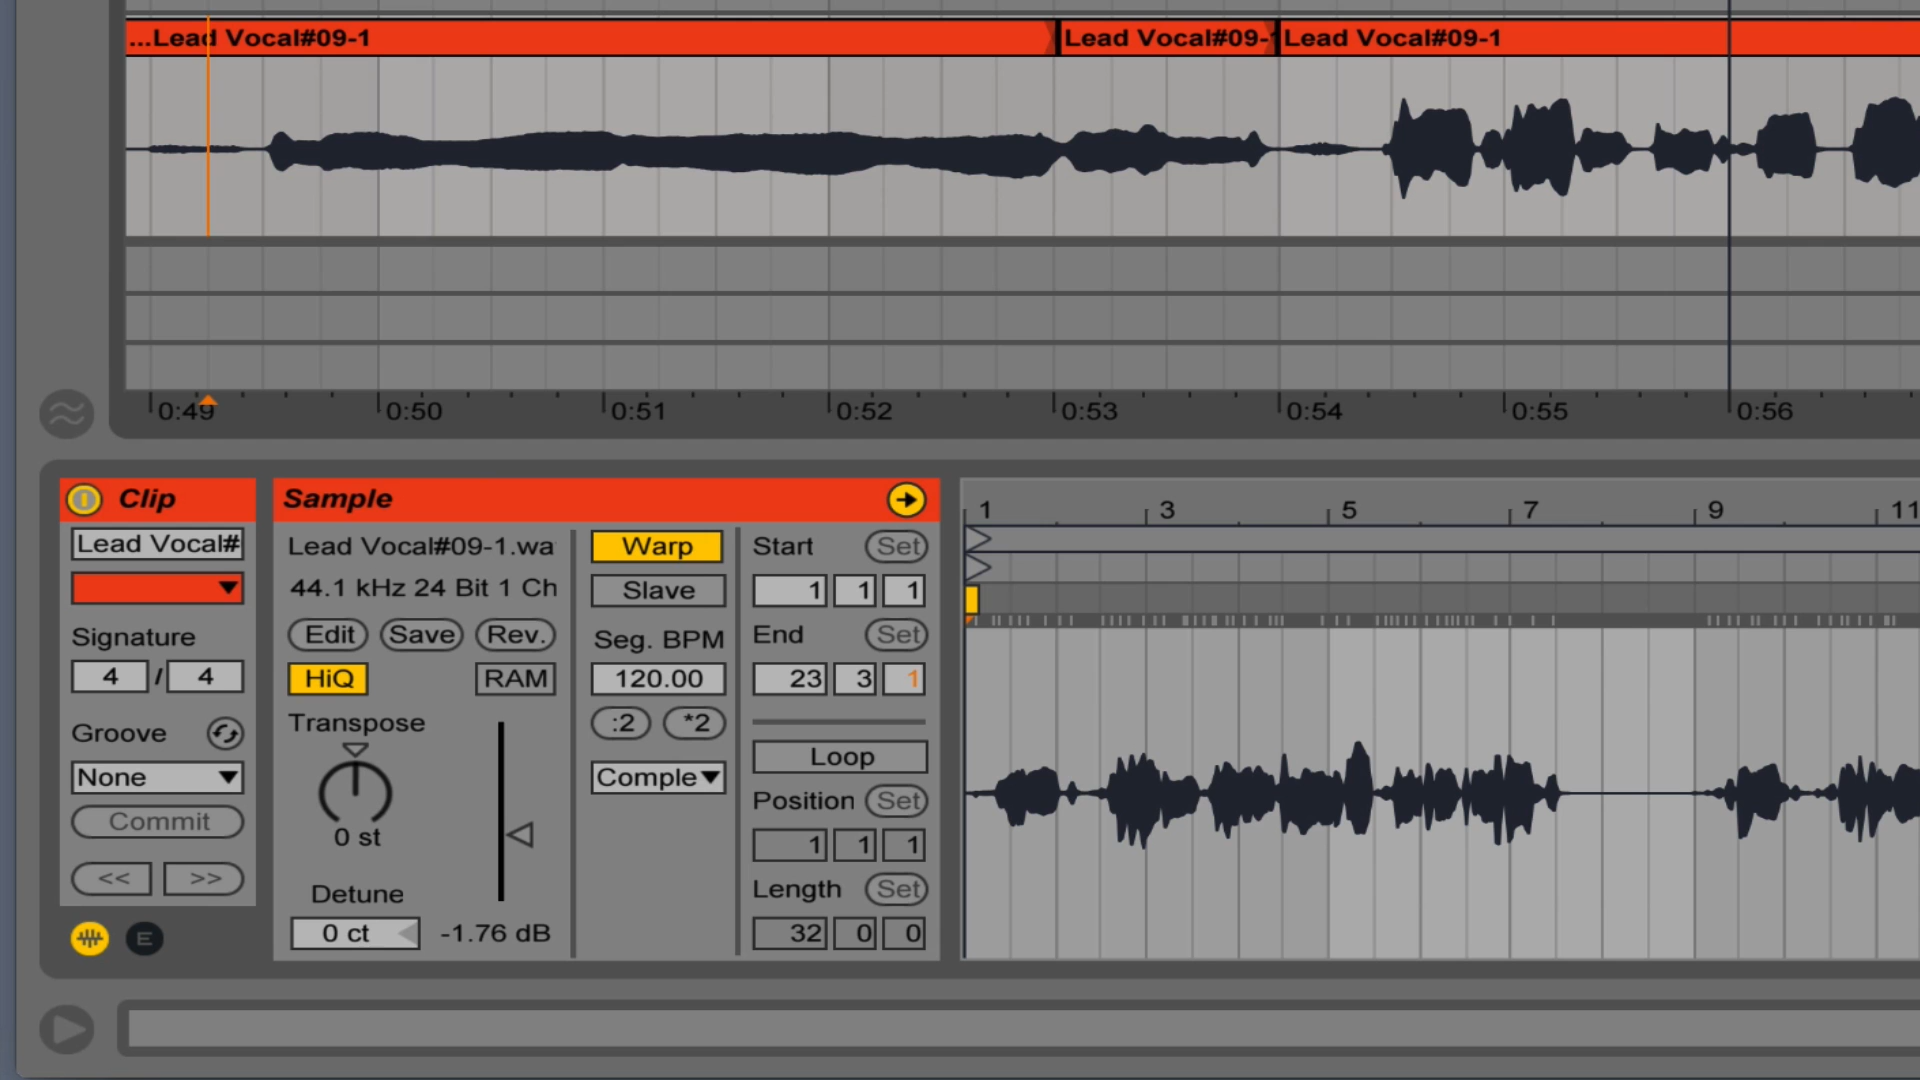 ...Lead Vocal#09-1 Lead Vocal#09- Lead Vocal#09-1
0:49 0:50 0:51 0:52 0:53 0:54 0:55 0:56
Clip
Lead Vocal#
Signature
4 / 4
Groove
None
Commit
<< >>
E
Sample
Lead Vocal#09-1.wa
44.1 kHz 24 Bit 1 Ch
Edit Save Rev.
HiQ RAM
Transpose
0 st
Detune
0 ct -1.76 dB
Warp
Slave
Seg. BPM
120.00
:2 *2
Comple
Start Set
1 1 1
End Set
23 3 1
Loop
Position Set
1 1 1
Length Set
32 0 0
1 3 5 7 9 11